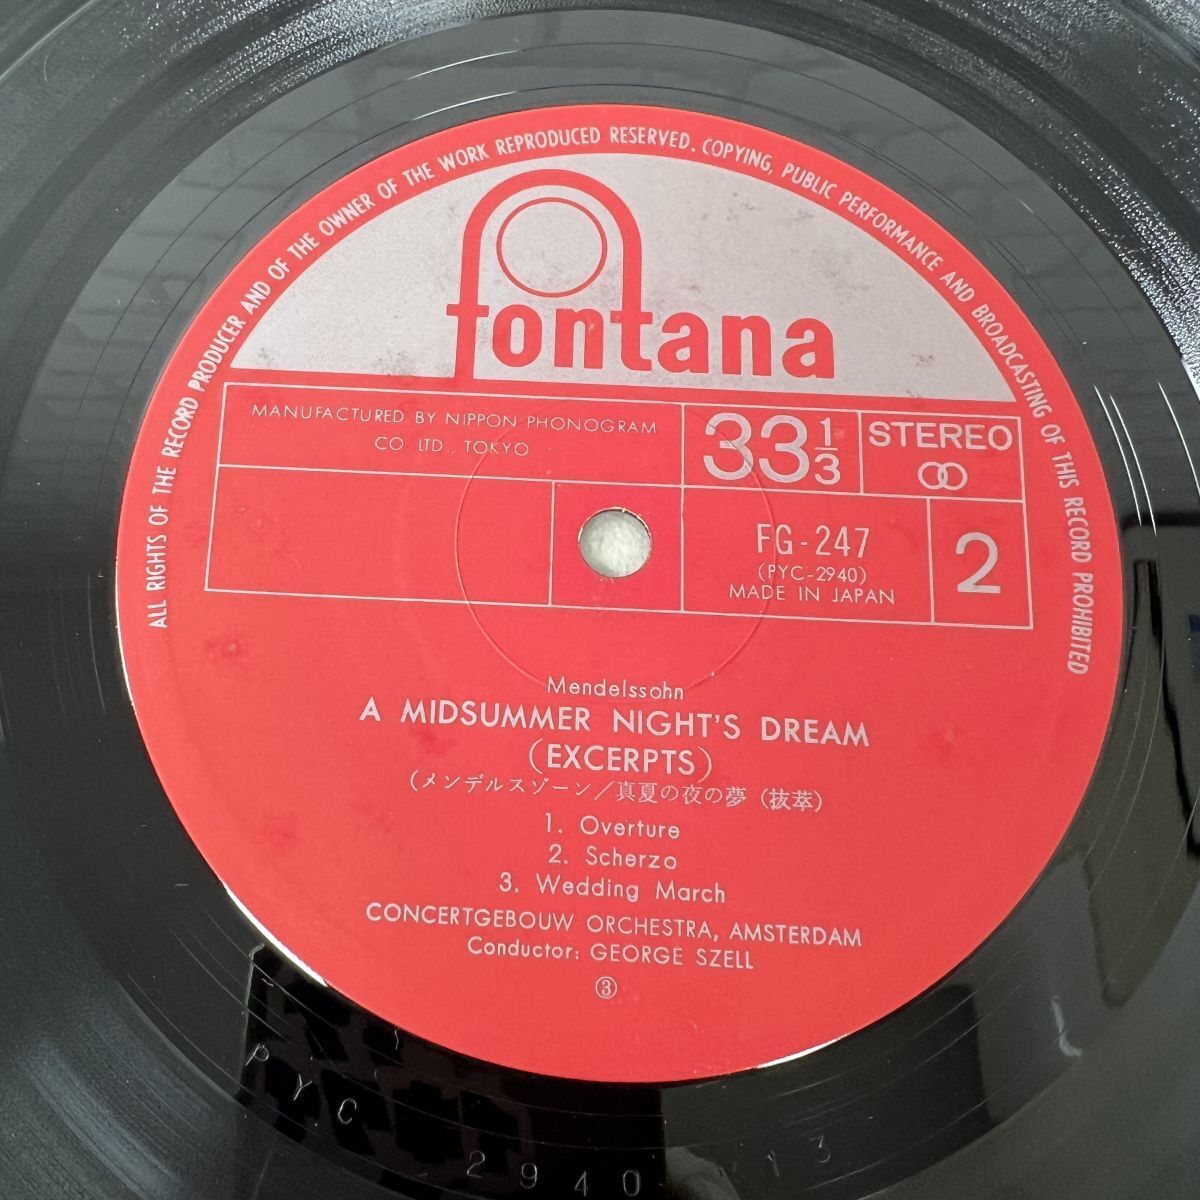 ALL RIGHTS OF THE RECORD PRODUCER AND OF THE OWNER OF THE WORK REPRODUCED RESERVED. COPYING, PUBLIC PERFORMANCE AND BROADCASTING OF THIS RECORD PROHIBITED
fontana
MANUFACTURED BY NIPPON PHONOGRAM
CO LTD., TOKYO
33 1/3
STEREO
FG-247
(PYC-2940)
MADE IN JAPAN
2
Mendelssohn
A MIDSUMMER NIGHT'S DREAM
(EXCERPTS)
(メンデルスゾーン/真夏の夜の夢 (抜萃)
1. Overture
2. Scherzo
3. Wedding March
CONCERTGEBOUW ORCHESTRA, AMSTERDAM
Conductor: GEORGE SZELL
③
PYC 2940 13